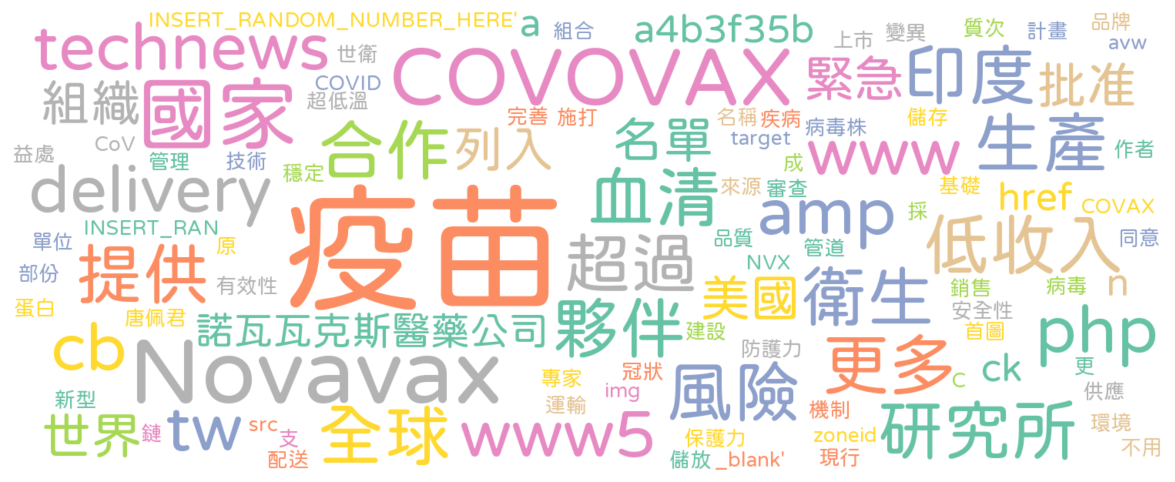 INSERT_RANDOM_NUMBER_HERE'
a
組合
a4b3f35b
上市
變異
質次
計畫
品牌
avw
technews
世衛
COVID
超低溫
COVOVAX
緊急
印度
批准
組織
國家
CoV
完善
施打
名稱
疾病
target
病毒株
儲存
益處
管理
技術
穩定
合作
列入
名單
www
生產
作者
delivery
疫苗
血清
來源
成
審查
amp
採
基礎
href
COVAX
INSERT_RAN
原
單位
部份
提供
有效性
超過
品質
管道
NVX
低收入
同意
蛋白
唐佩君
諾瓦瓦克斯醫藥公司
夥伴
建設
美國
衛生
銷售
安全性
病毒
n
首圖
cb
Novavax
防護力
更多
php
更
ck
C
供應
新型
世界
鏈
tw
src
支
配送
全球
www5
專家
運輸
冠狀
img
風險
保護力
儲放
_blank'
機制
zoneid
現行
研究所
環境
不用